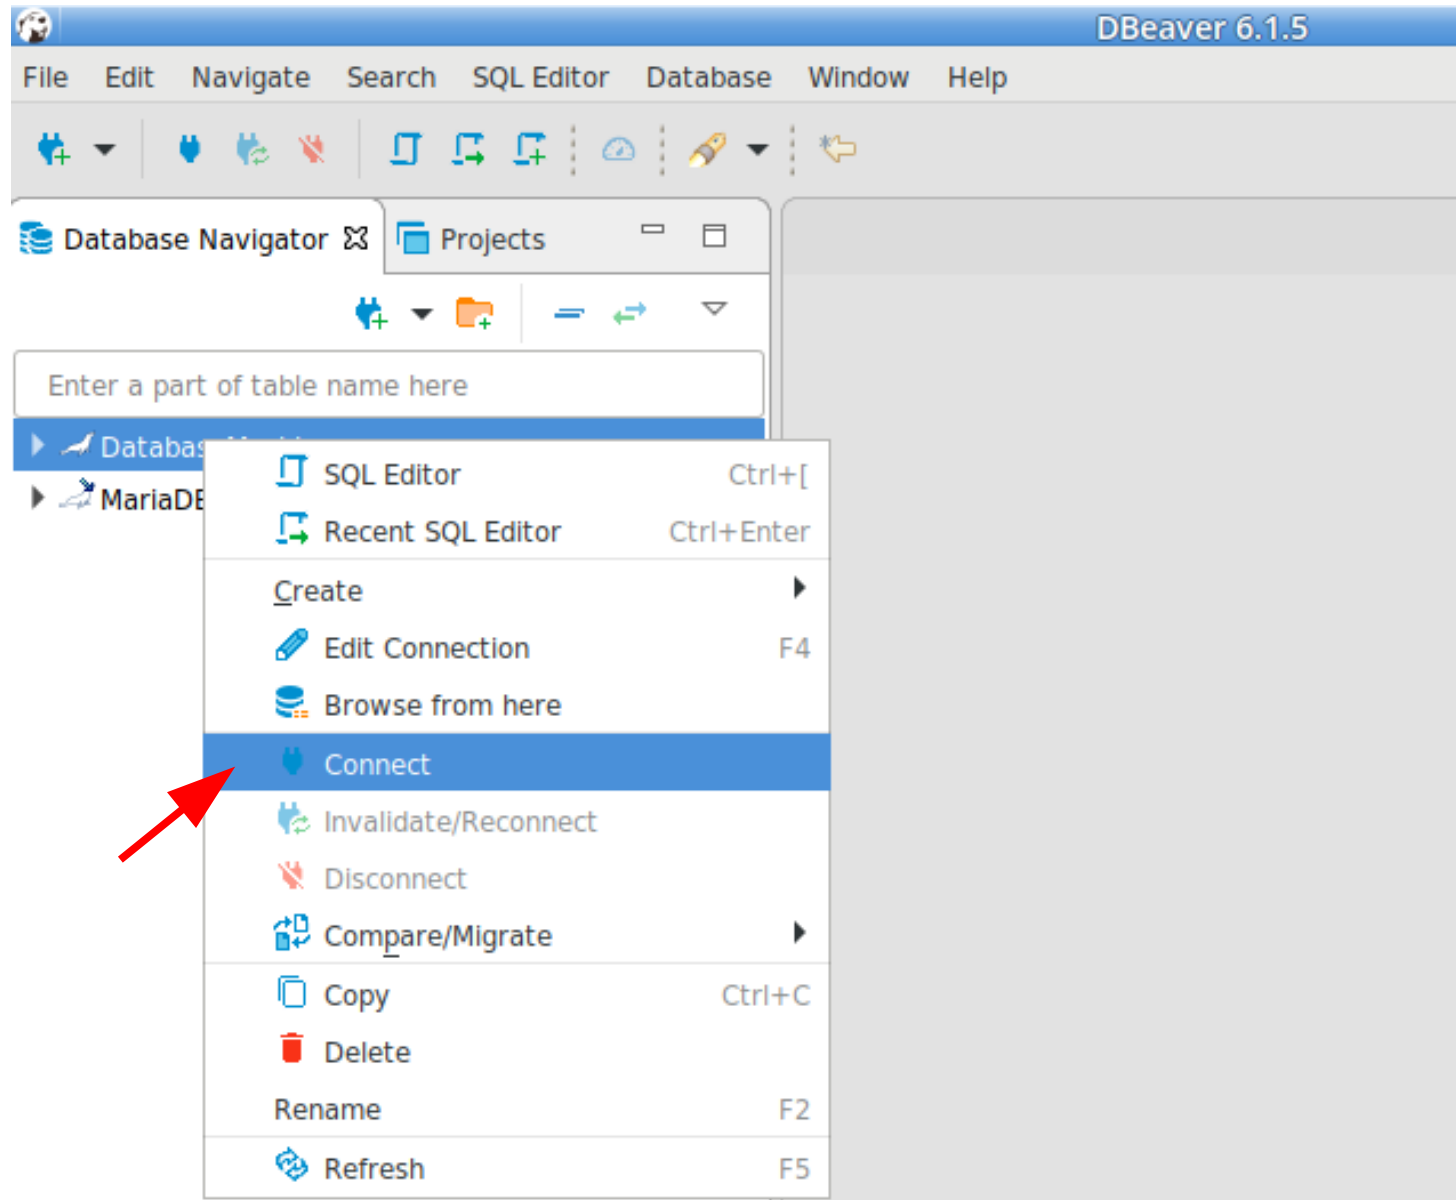 DBeaver 6.1.5
File Edit Navigate Search SQL Editor Database Window Help
Database Navigator Projects
Enter a part of table name here
Databas
MariaDB
SQL Editor Ctrl+[
Recent SQL Editor Ctrl+Enter
Create
Edit Connection F4
Browse from here
Connect
Invalidate/Reconnect
Disconnect
Compare/Migrate
Copy Ctrl+C
Delete
Rename F2
Refresh F5